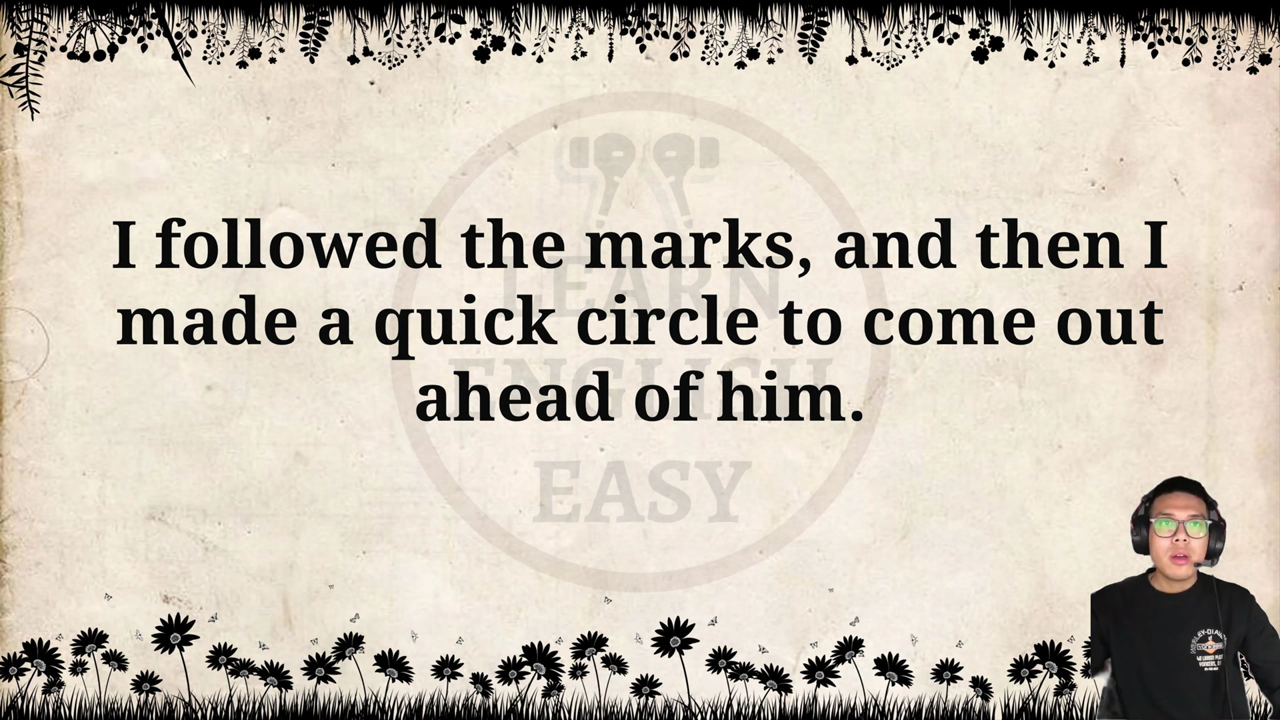 I followed the marks, and then I
made a quick circle to come out
ahead of him.
LEARN
ENGLISH
EASY